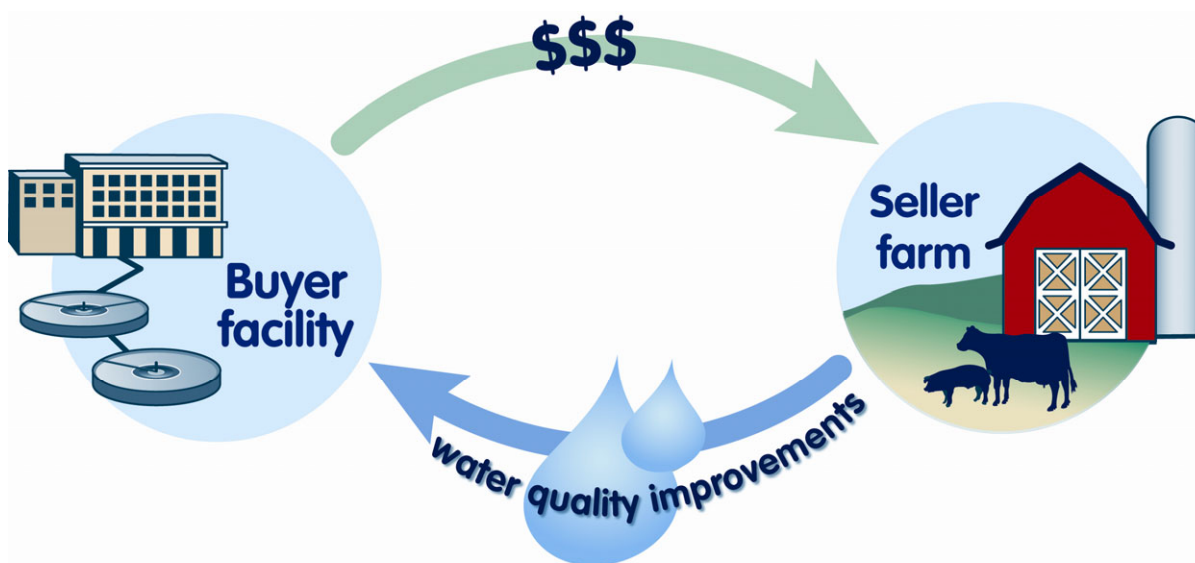 $$$
Buyer
facility
Seller
farm
water quality improvements